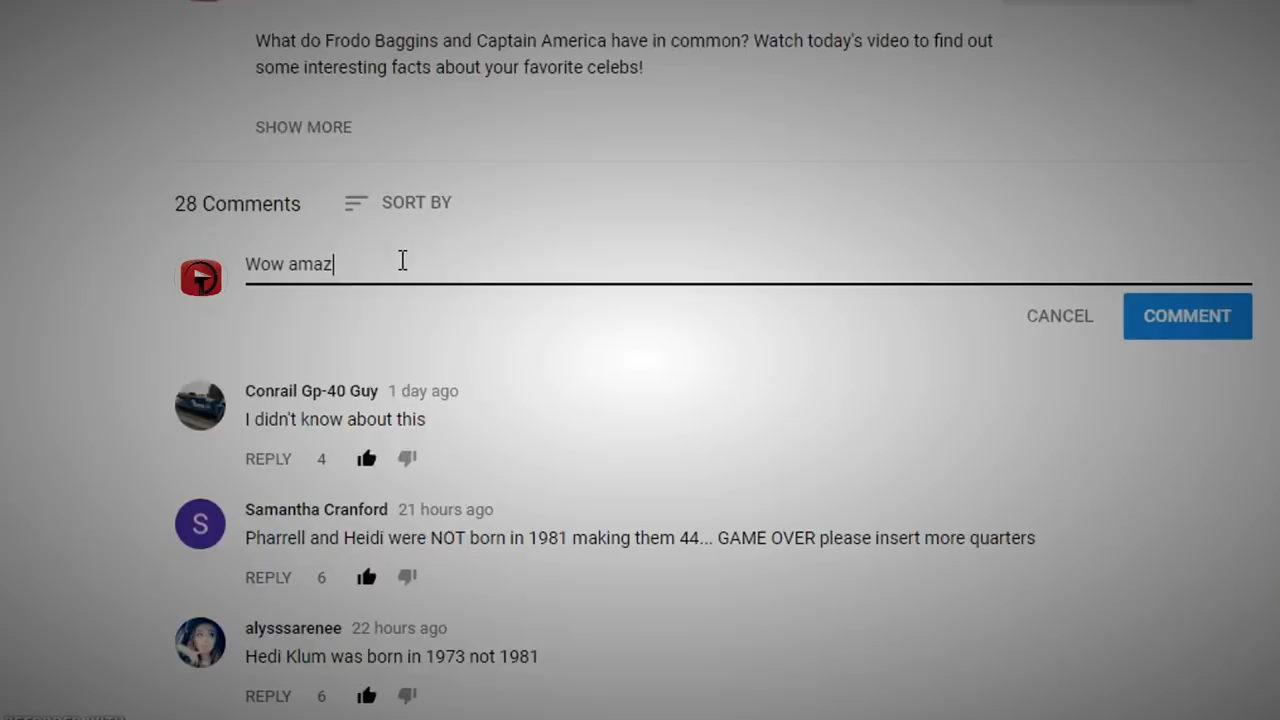 What do Frodo Baggins and Captain America have in common? Watch today's video to find out
some interesting facts about your favorite celebs!
SHOW MORE
28 Comments SORT BY
Wow amaz
CANCEL COMMENT
Conrail Gp-40 Guy 1 day ago
I didn't know about this
REPLY 4
S
Samantha Cranford 21 hours ago
Pharrell and Heidi were NOT born in 1981 making them 44... GAME OVER please insert more quarters
REPLY 6
alysssarenee 22 hours ago
Hedi Klum was born in 1973 not 1981
REPLY 6